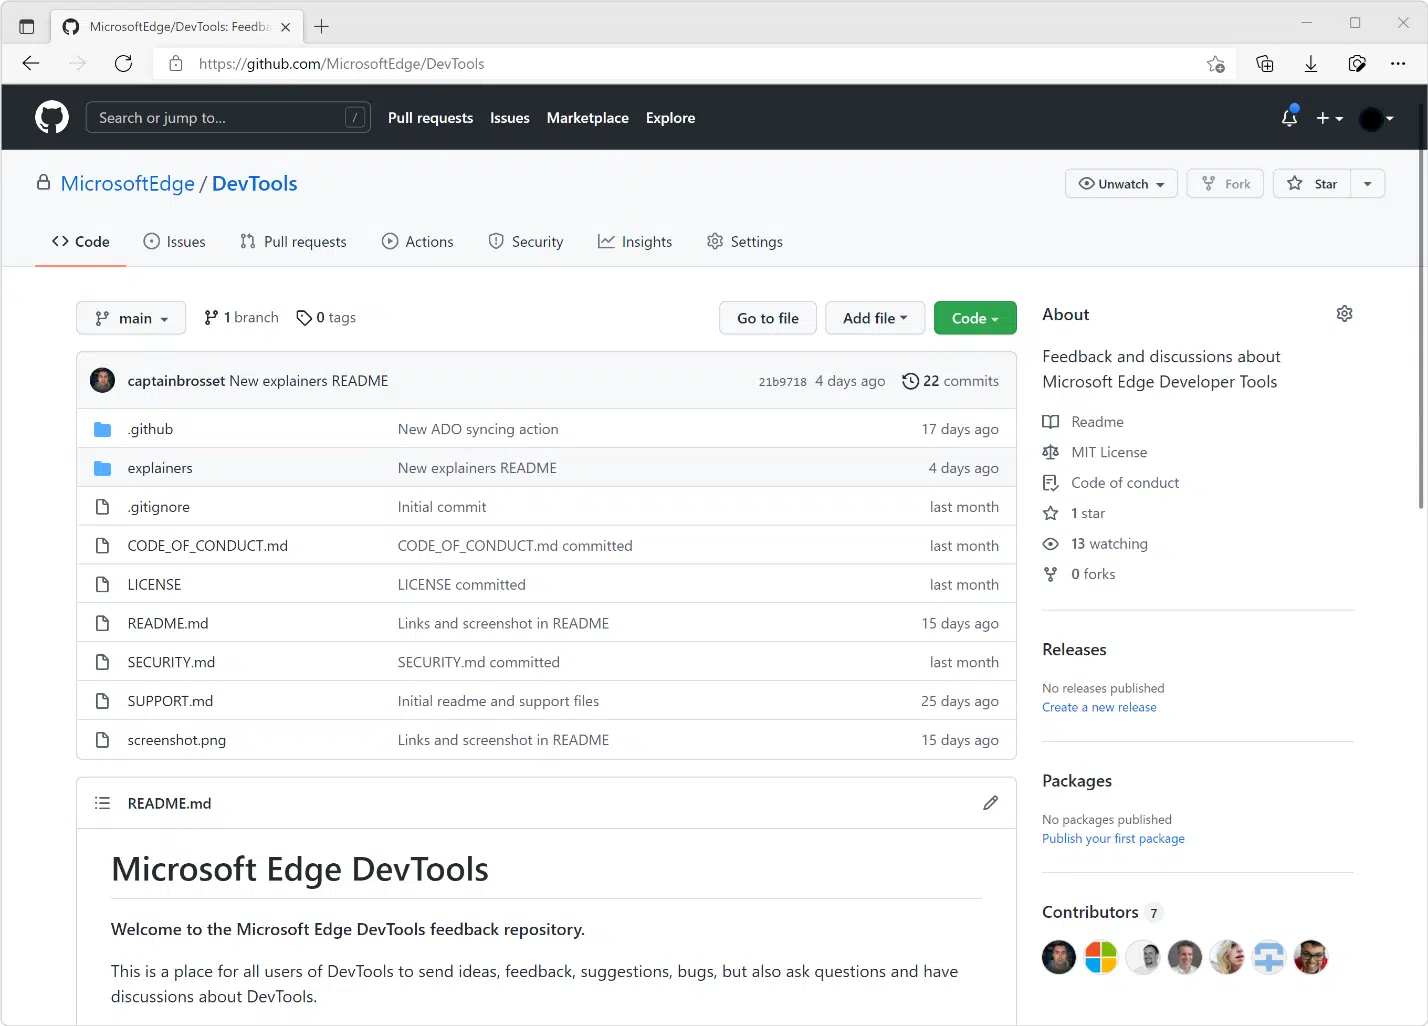 MicrosoftEdge/DevTools: Feedba
https://github.com/MicrosoftEdge/DevTools
Search or jump to... / Pull requests Issues Marketplace Explore
MicrosoftEdge / DevTools Unwatch Fork Star
Code Issues Pull requests Actions Security Insights Settings
main 1 branch 0 tags Go to file Add file Code
captainbrosset New explainers README 21b9718 4 days ago 22 commits
.github New ADO syncing action 17 days ago
explainers New explainers README 4 days ago
.gitignore Initial commit last month
CODE_OF_CONDUCT.md CODE_OF_CONDUCT.md committed last month
LICENSE LICENSE committed last month
README.md Links and screenshot in README 15 days ago
SECURITY.md SECURITY.md committed last month
SUPPORT.md Initial readme and support files 25 days ago
screenshot.png Links and screenshot in README 15 days ago
README.md
Microsoft Edge DevTools
Welcome to the Microsoft Edge DevTools feedback repository.
This is a place for all users of DevTools to send ideas, feedback, suggestions, bugs, but also ask questions and have
discussions about DevTools.
About
Feedback and discussions about
Microsoft Edge Developer Tools
Readme
MIT License
Code of conduct
1 star
13 watching
0 forks
Releases
No releases published
Create a new release
Packages
No packages published
Publish your first package
Contributors 7